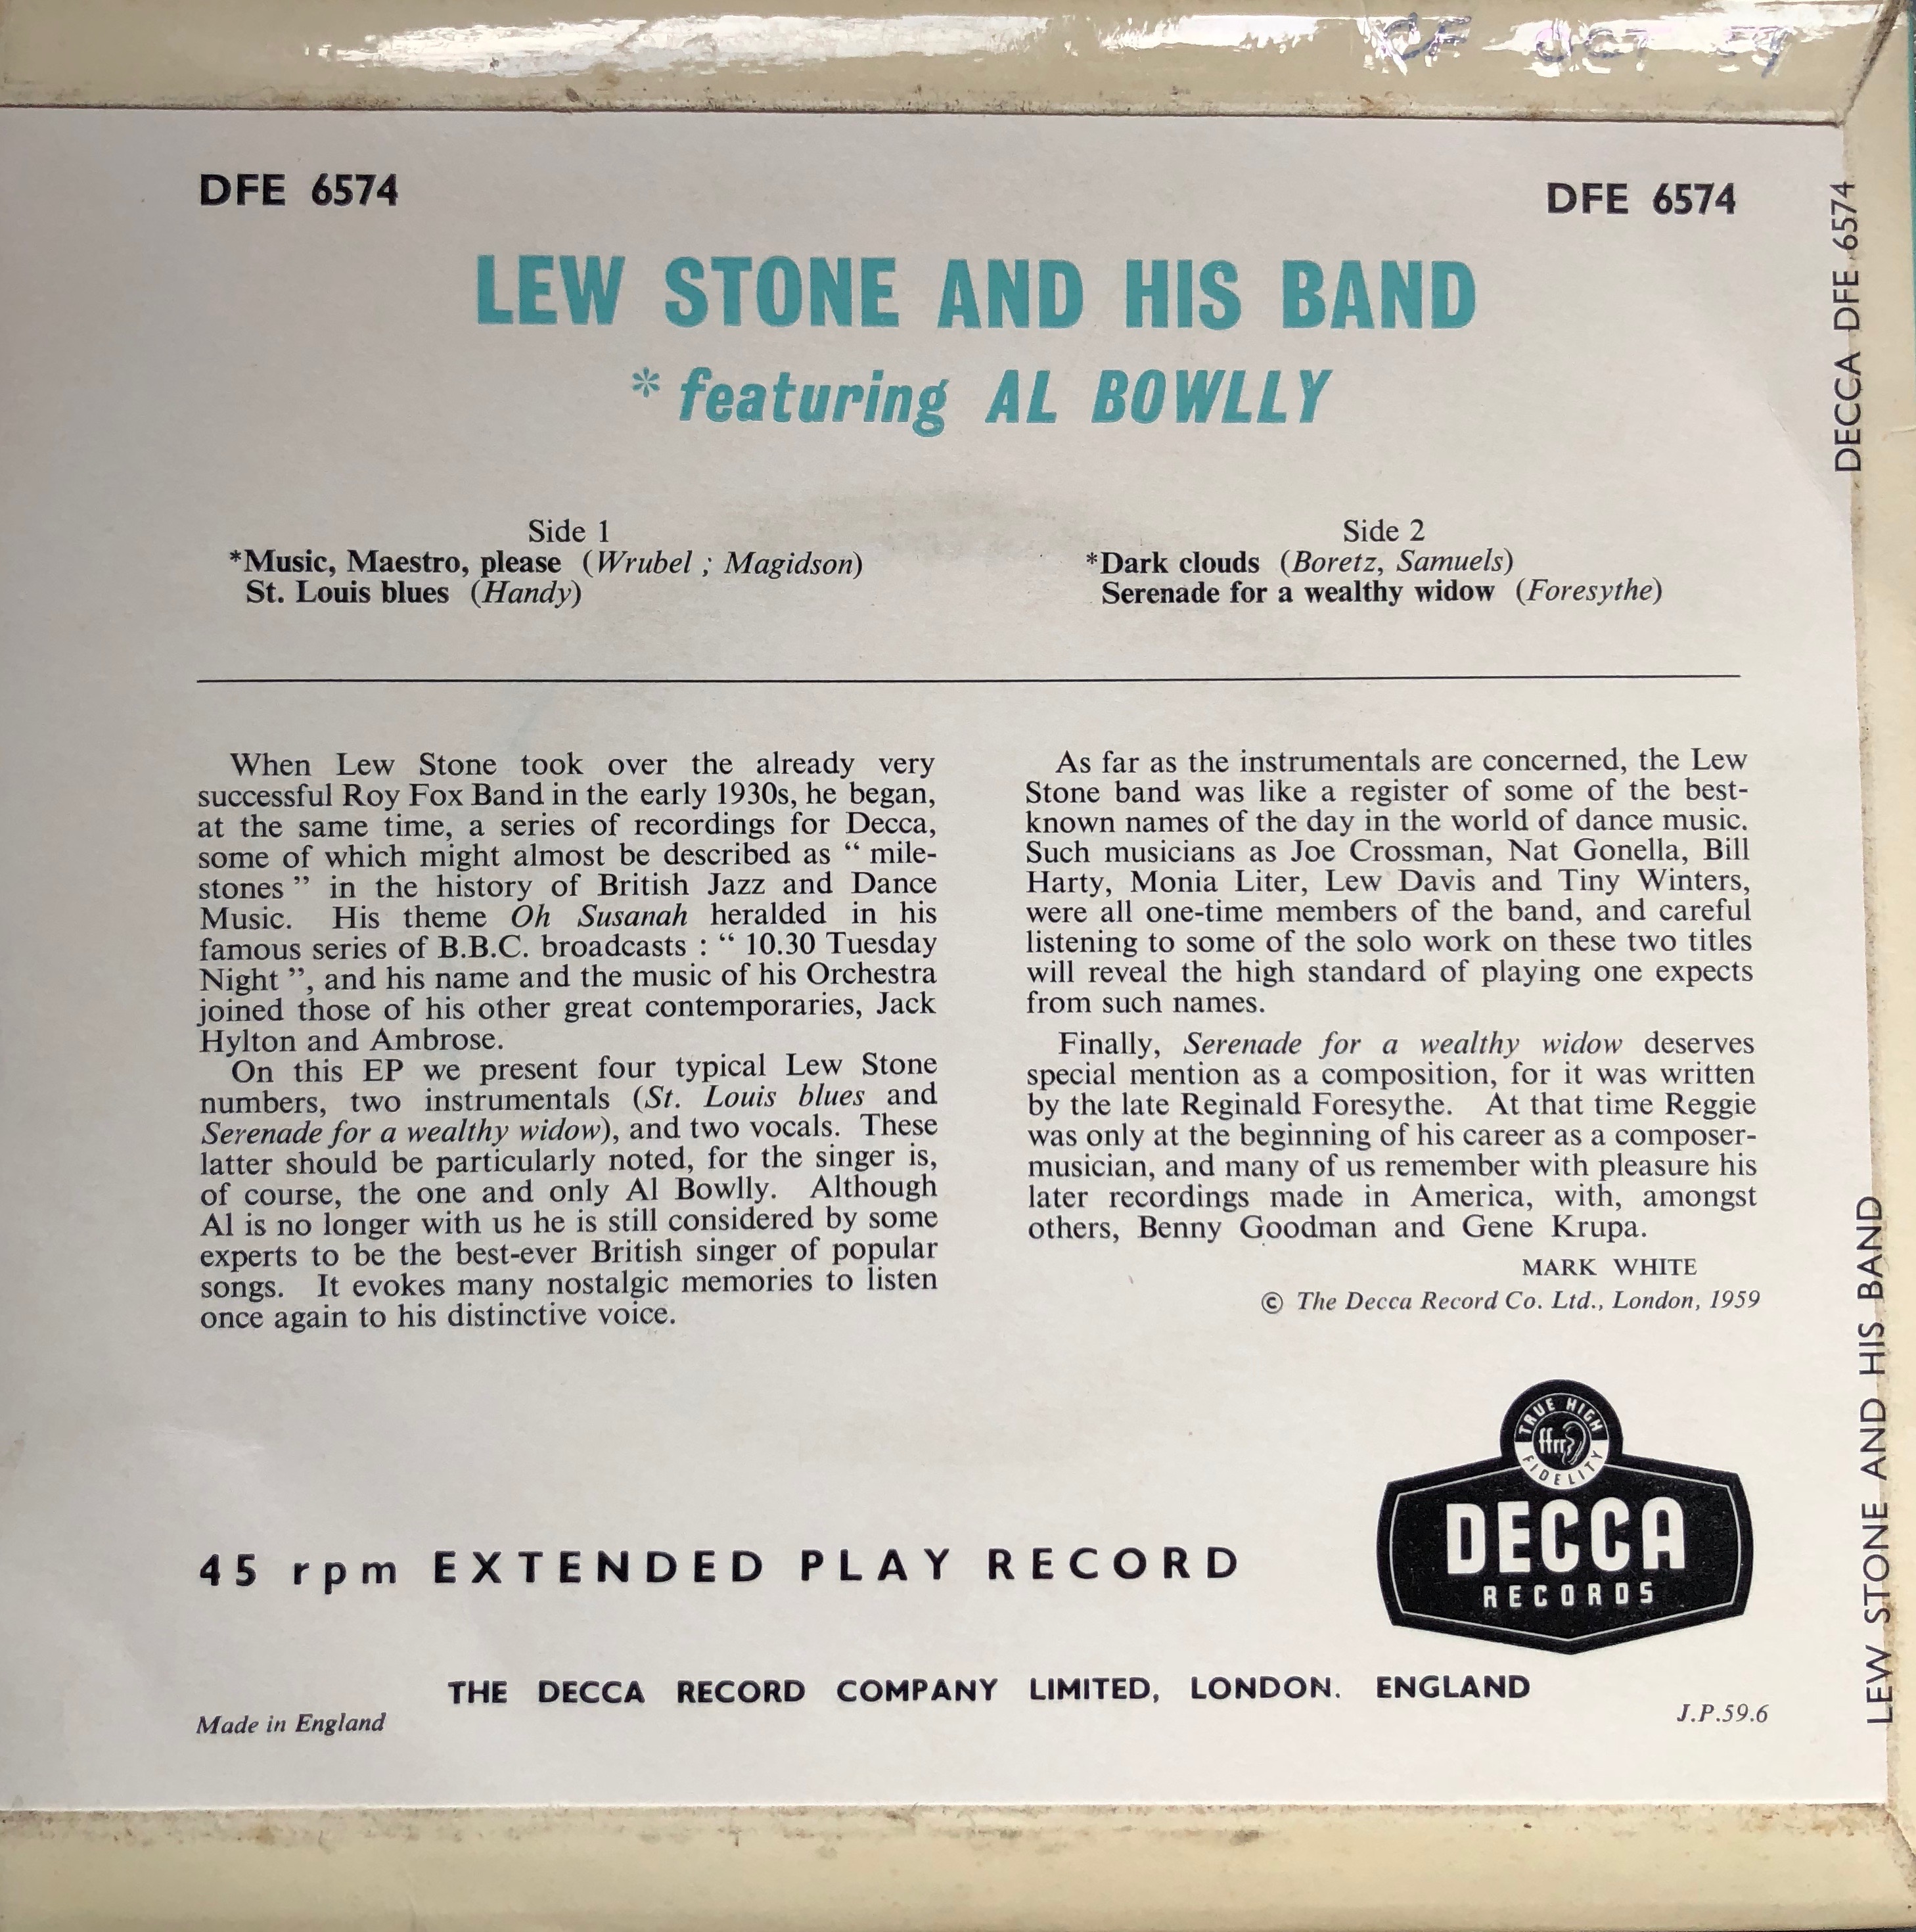 CF OCT 59
DFE 6574
DFE 6574
LEW STONE AND HIS BAND
* featuring AL BOWLLY
Side 1
*Music, Maestro, please (Wrubel ; Magidson)
St. Louis blues (Handy)
Side 2
*Dark clouds (Boretz, Samuels)
Serenade for a wealthy widow (Foresythe)
When Lew Stone took over the already very
successful Roy Fox Band in the early 1930s, he began,
at the same time, a series of recordings for Decca,
some of which might almost be described as “ mile-
stones ” in the history of British Jazz and Dance
Music. His theme Oh Susanah heralded in his
famous series of B.B.C. broadcasts : “ 10.30 Tuesday
Night ”, and his name and the music of his Orchestra
joined those of his other great contemporaries, Jack
Hylton and Ambrose.
On this EP we present four typical Lew Stone
numbers, two instrumentals (St. Louis blues and
Serenade for a wealthy widow), and two vocals. These
latter should be particularly noted, for the singer is,
of course, the one and only Al Bowlly. Although
Al is no longer with us he is still considered by some
experts to be the best-ever British singer of popular
songs. It evokes many nostalgic memories to listen
once again to his distinctive voice.
As far as the instrumentals are concerned, the Lew
Stone band was like a register of some of the best-
known names of the day in the world of dance music.
Such musicians as Joe Crossman, Nat Gonella, Bill
Harty, Monia Liter, Lew Davis and Tiny Winters,
were all one-time members of the band, and careful
listening to some of the solo work on these two titles
will reveal the high standard of playing one expects
from such names.
Finally, Serenade for a wealthy widow deserves
special mention as a composition, for it was written
by the late Reginald Foresythe. At that time Reggie
was only at the beginning of his career as a composer-
musician, and many of us remember with pleasure his
later recordings made in America, with, amongst
others, Benny Goodman and Gene Krupa.
MARK WHITE
© The Decca Record Co. Ltd., London, 1959
TRUE HIGH
ffrr
FIDELITY
DECCA
RECORDS
45 rpm EXTENDED PLAY RECORD
THE DECCA RECORD COMPANY LIMITED, LONDON. ENGLAND
Made in England
J.P.59.6
DECCA DFE 6574
LEW STONE AND HIS BAND